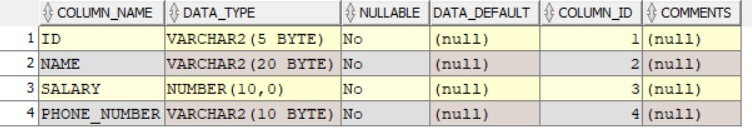 COLUMN_NAME DATA_TYPE NULLABLE DATA_DEFAULT COLUMN_ID COMMENTS
1 ID VARCHAR2(5 BYTE) No (null) 1 (null)
2 NAME VARCHAR2(20 BYTE) No (null) 2 (null)
3 SALARY NUMBER(10,0) No (null) 3 (null)
4 PHONE_NUMBER VARCHAR2(10 BYTE) No (null) 4 (null)